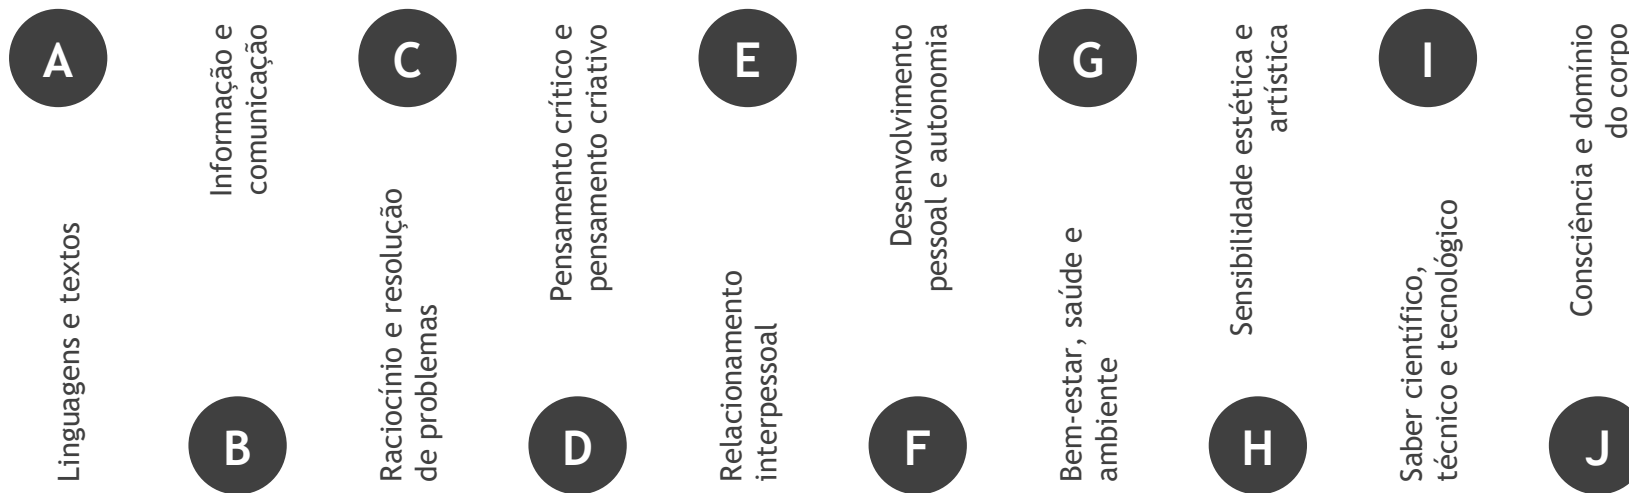 A
Linguagens e textos
B
Informação e
comunicação
C
Raciocínio e resolução
de problemas
D
Pensamento crítico e
pensamento criativo
E
Relacionamento
interpessoal
F
Desenvolvimento
pessoal e autonomia
G
Bem-estar, saúde e
ambiente
H
Sensibilidade estética e
artística
I
Saber científico,
técnico e tecnológico
J
Consciência e domínio
do corpo